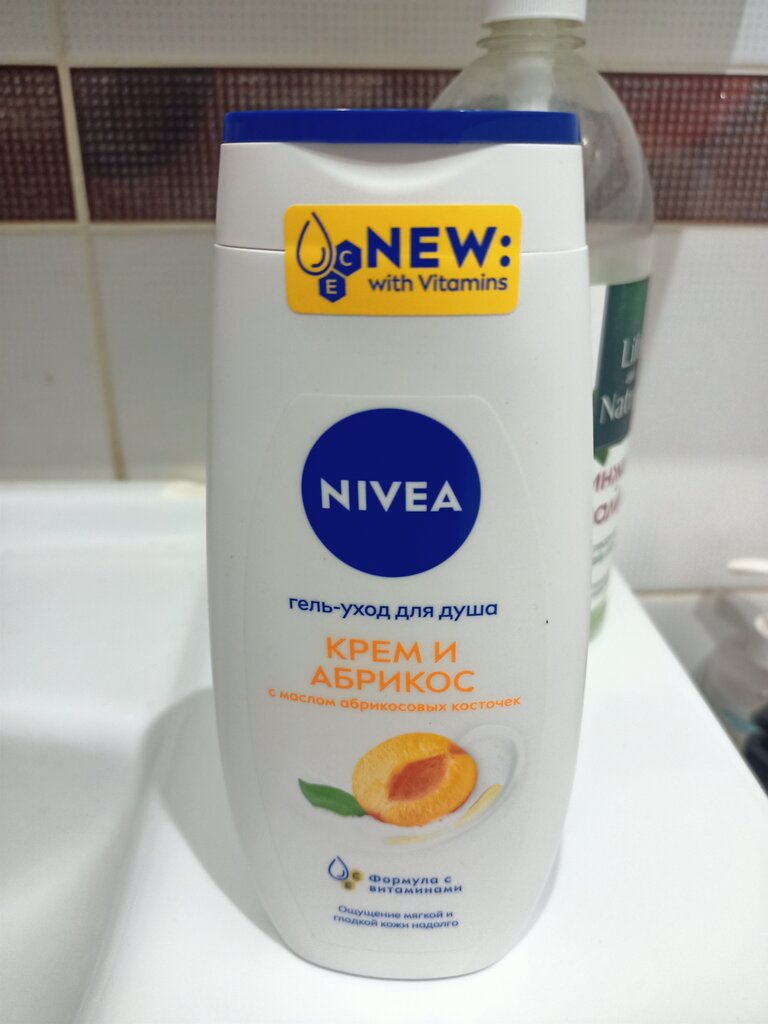 C
E
NEW:
with Vitamins
NIVEA
гель-уход для душа
КРЕМ И
АБРИКОС
с маслом абрикосовых косточек
C
E
Формула с
витаминами
Ощущение мягкой и
гладкой кожи надолго